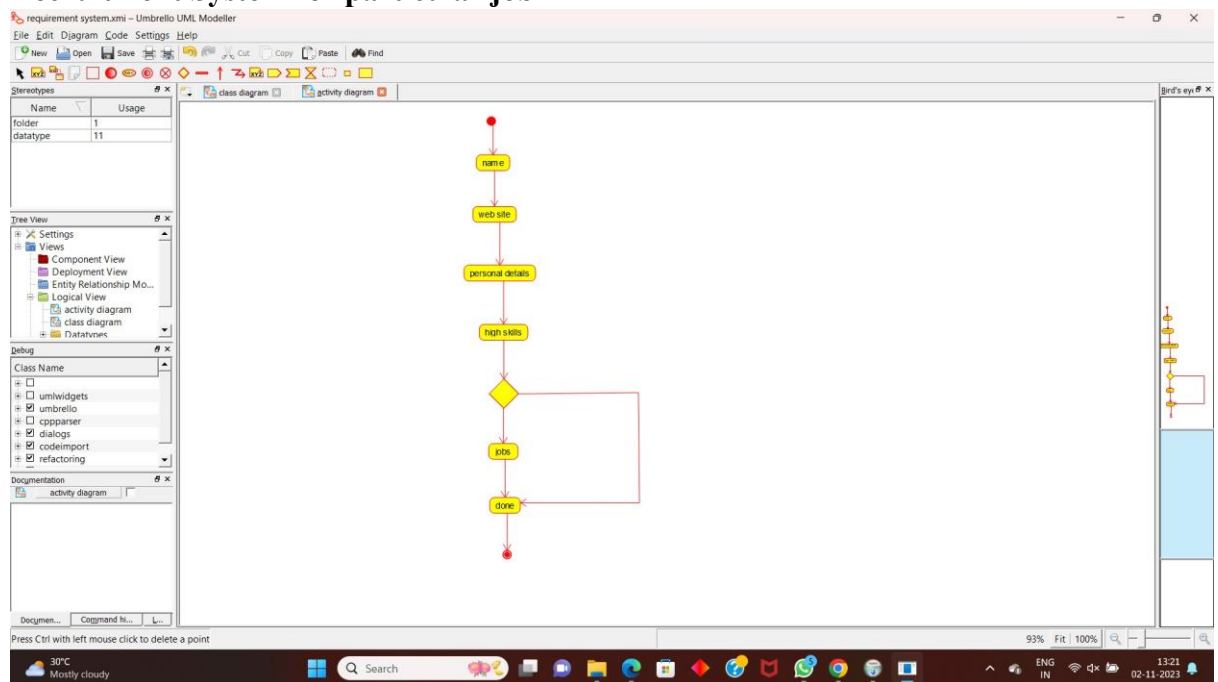 requirement system.xmi – Umbrello UML Modeller
File Edit Diagram Code Settings Help
New Open Save Cut Copy Paste Find
Stereotypes
class diagram activity diagram
Bird's eye
Name Usage
folder 1
datatype 11
name
web site
Tree View
Settings
Views
Component View
Deployment View
Entity Relationship Mo...
Logical View
activity diagram
class diagram
Datatypes
personal details
high skills
Debug
Class Name
umlwidgets
umbrello
cppparser
dialogs
codeimport
refactoring
jobs
done
Documentation
activity diagram
Documen... Command hi... L...
Press Ctrl with left mouse click to delete a point
93% Fit 100%
30°C
Mostly cloudy
Search
ENG
IN
13:21
02-11-2023